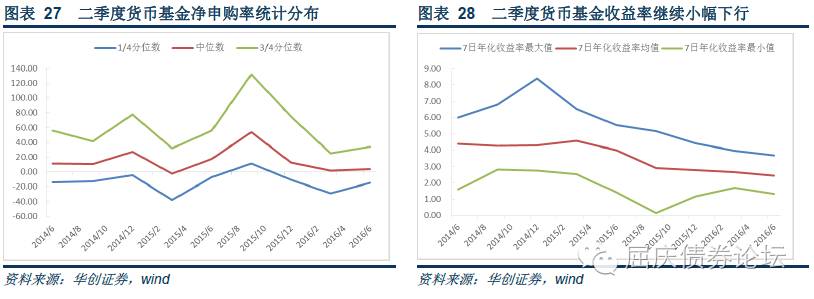 图表 27 二季度货币基金净申购率统计分布
1/4分位数 中位数 3/4分位数
140.00
120.00
100.00
80.00
60.00
40.00
20.00
0.00
-20.00
-40.00
-60.00
2014/6 2014/8 2014/10 2014/12 2015/2 2015/4 2015/6 2015/8 2015/10 2015/12 2016/2 2016/4 2016/6
资料来源：华创证券，wind
图表 28 二季度货币基金收益率继续小幅下行
7日年化收益率最大值 7日年化收益率均值 7日年化收益率最小值
9.00
8.00
7.00
6.00
5.00
4.00
3.00
2.00
1.00
0.00
2014/6 2014/8 2014/10 2014/12 2015/2 2015/4 2015/6 2015/8 2015/10 2015/12 2016/2 2016/4 2016/6
资料来源：华创证券，wind
屈庆债券论坛